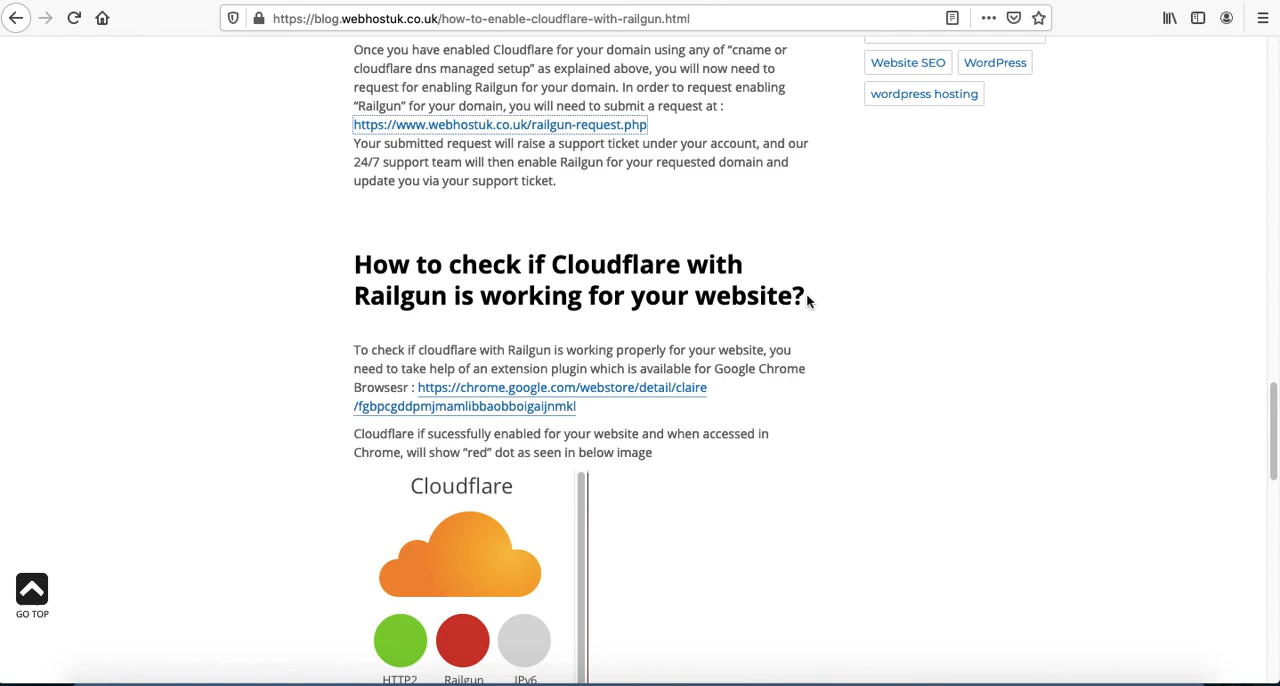 https://blog.webhostuk.co.uk/how-to-enable-cloudflare-with-railgun.html
Once you have enabled Cloudflare for your domain using any of “cname or
cloudflare dns managed setup” as explained above, you will now need to
request for enabling Railgun for your domain. In order to request enabling
“Railgun” for your domain, you will need to submit a request at :
https://www.webhostuk.co.uk/railgun-request.php
Your submitted request will raise a support ticket under your account, and our
24/7 support team will then enable Railgun for your requested domain and
update you via your support ticket.
Website SEO
WordPress
wordpress hosting
How to check if Cloudflare with
Railgun is working for your website?
To check if cloudflare with Railgun is working properly for your website, you
need to take help of an extension plugin which is available for Google Chrome
Browsesr : https://chrome.google.com/webstore/detail/claire
/fgbpcgddpmjmamlibbaobboigaijnmkl
Cloudflare if sucessfully enabled for your website and when accessed in
Chrome, will show “red” dot as seen in below image
Cloudflare
HTTP2 Railgun IPv6
GO TOP